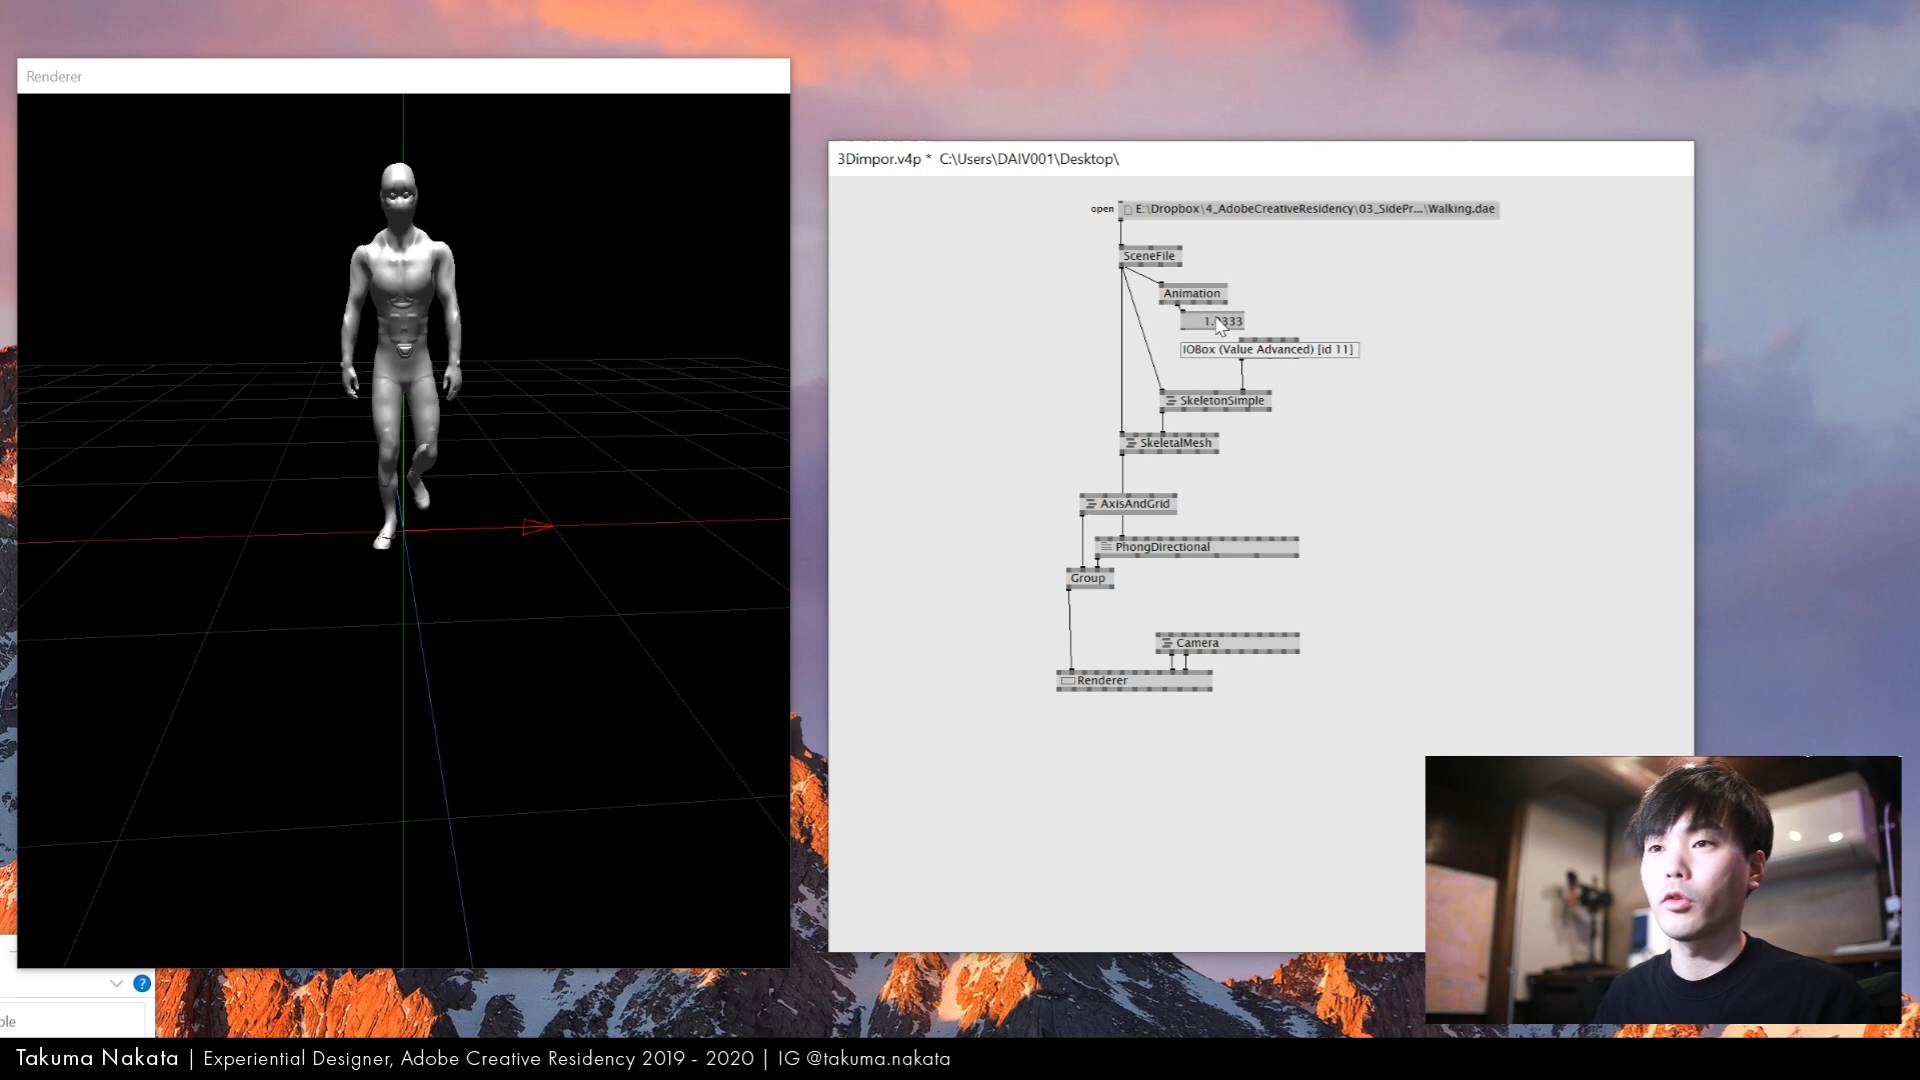 Renderer
3Dimpor.v4p * C:\Users\DAIV001\Desktop\
open E:\Dropbox\4_AdobeCreativeResidency\03_SidePr...\Walking.dae
SceneFile
Animation
IOBox (Value Advanced) [id 11]
SkeletonSimple
SkeletalMesh
AxisAndGrid
PhongDirectional
Group
Camera
Renderer
?
ple
Takuma Nakata | Experiential Designer, Adobe Creative Residency 2019 - 2020 | IG @takuma.nakata